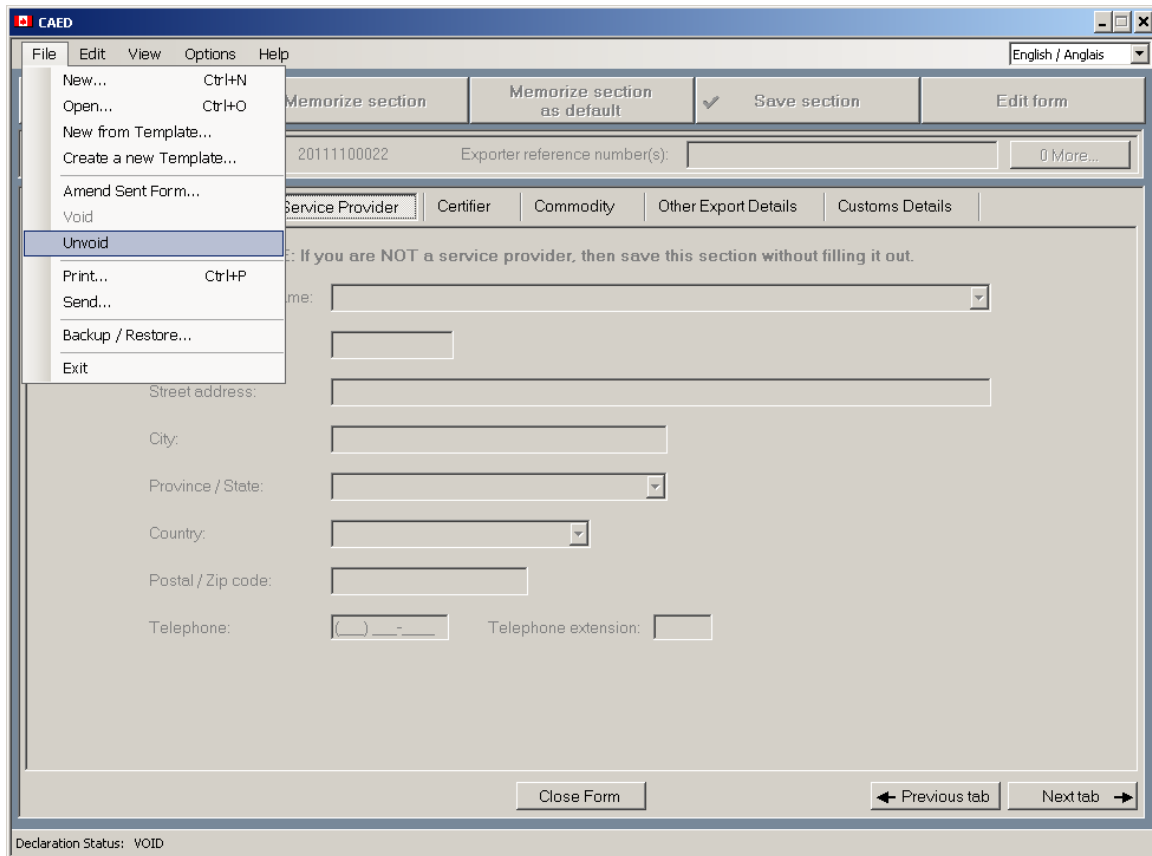 CAED
File Edit View Options Help English / Anglais
New... Ctrl+N
Open... Ctrl+O
New from Template...
Create a new Template...
Amend Sent Form...
Void
Unvoid
Print... Ctrl+P
Send...
Backup / Restore...
Exit
Memorize section
Memorize section
as default
Save section
Edit form
20111100022 Exporter reference number(s): 0 More...
Service Provider Certifier Commodity Other Export Details Customs Details
: If you are NOT a service provider, then save this section without filling it out.
me:
Street address:
City:
Province / State:
Country:
Postal / Zip code:
Telephone: (___) ___-____ Telephone extension:
Close Form Previous tab Next tab
Declaration Status: VOID